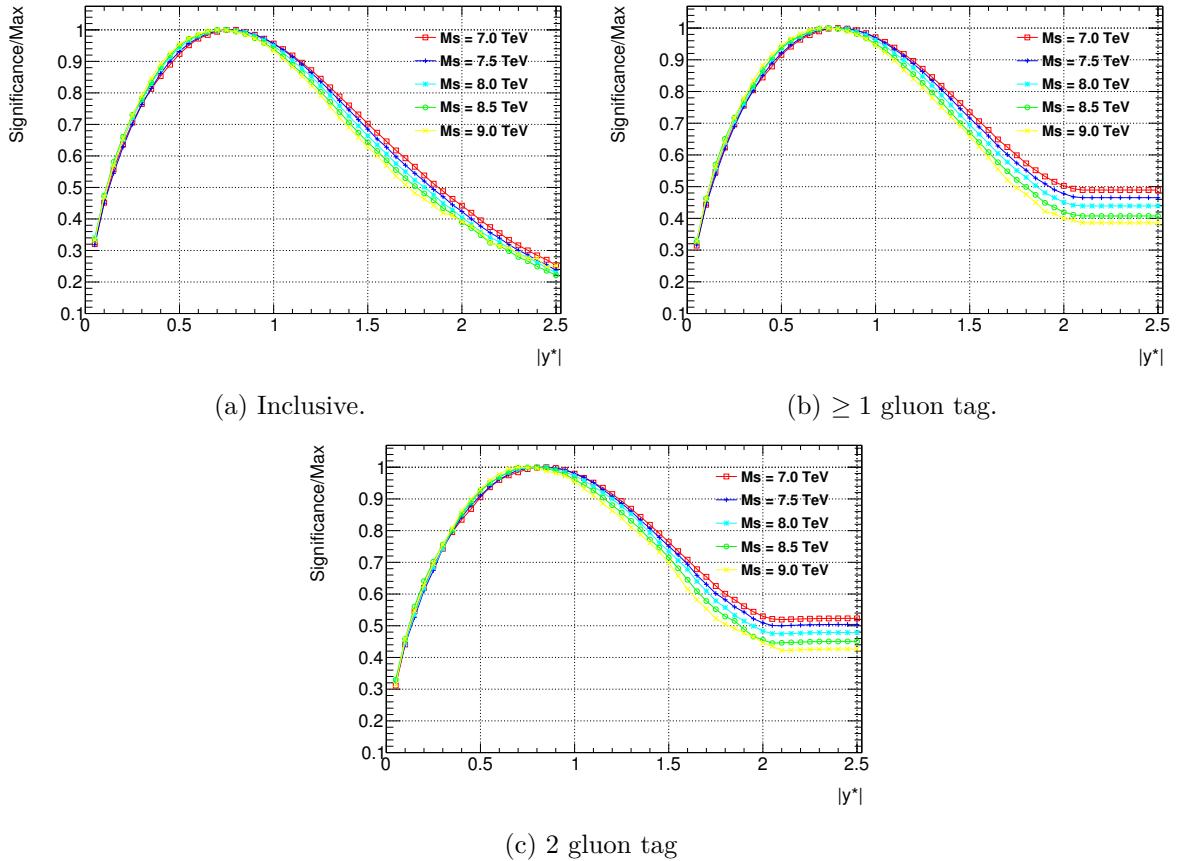 Significance/Max
1
0.9
0.8
0.7
0.6
0.5
0.4
0.3
0.2
0.1
Ms = 7.0 TeV
Ms = 7.5 TeV
Ms = 8.0 TeV
Ms = 8.5 TeV
Ms = 9.0 TeV
0 0.5 1 1.5 2 2.5
|y*|
(a) Inclusive.
Significance/Max
1
0.9
0.8
0.7
0.6
0.5
0.4
0.3
0.2
0.1
Ms = 7.0 TeV
Ms = 7.5 TeV
Ms = 8.0 TeV
Ms = 8.5 TeV
Ms = 9.0 TeV
0 0.5 1 1.5 2 2.5
|y*|
(b) ≥ 1 gluon tag.
Significance/Max
1
0.9
0.8
0.7
0.6
0.5
0.4
0.3
0.2
0.1
Ms = 7.0 TeV
Ms = 7.5 TeV
Ms = 8.0 TeV
Ms = 8.5 TeV
Ms = 9.0 TeV
0 0.5 1 1.5 2 2.5
|y*|
(c) 2 gluon tag